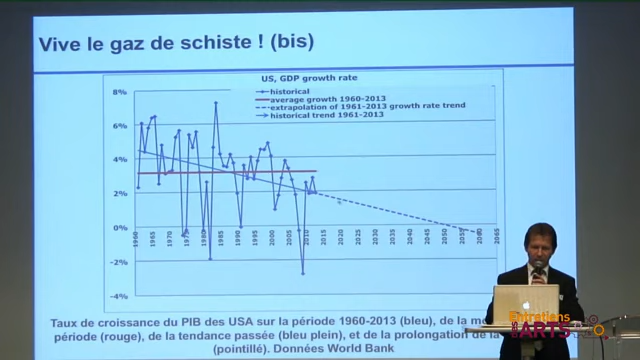 Vive le gaz de schiste ! (bis)
US, GDP growth rate
historical
average growth 1960-2013
extrapolation of 1961-2013 growth rate trend
historical trend 1961-2013
8%
6%
4%
2%
0%
-2%
-4%
1960 1965 1970 1975 1980 1985 1990 1995 2000 2005 2010 2015 2020 2025 2030 2035 2040 2045 2050 2055 2060 2065
Taux de croissance du PIB des USA sur la période 1960-2013 (bleu), de la
période (rouge), de la tendance passée (bleu plein), et de la prolongation de la
(pointillé). Données World Bank
Entretiens
ARTS